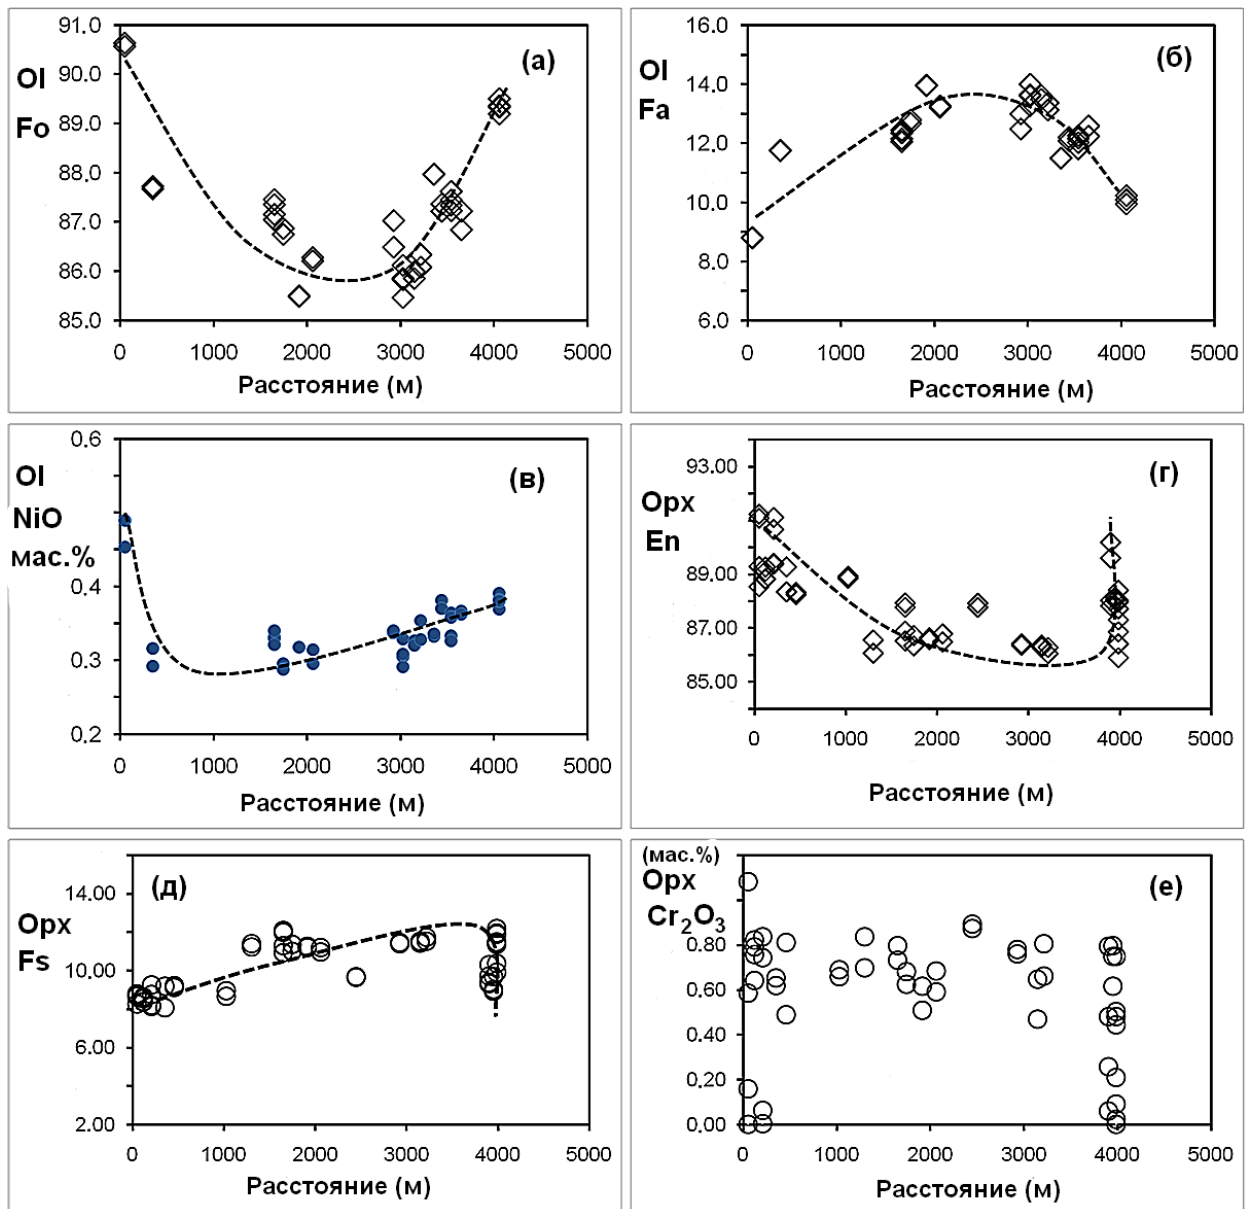 (а)
Ol
Fo
91.0
90.0
89.0
88.0
87.0
86.0
85.0
0 1000 2000 3000 4000 5000
Расстояние (м)
(б)
Ol
Fa
16.0
14.0
12.0
10.0
8.0
6.0
0 1000 2000 3000 4000 5000
Расстояние (м)
(в)
Ol
NiO
мас.%
0.6
0.4
0.3
0.2
0 1000 2000 3000 4000 5000
Расстояние (м)
(г)
Opx
En
93.00
89.00
87.00
85.00
0 1000 2000 3000 4000 5000
Расстояние (м)
(д)
Opx
Fs
14.00
10.00
6.00
2.00
0 1000 2000 3000 4000 5000
Расстояние (м)
(е)
(мас.%)
Opx
Cr₂O₃
0.80
0.60
0.40
0.20
0.00
0 1000 2000 3000 4000 5000
Расстояние (м)